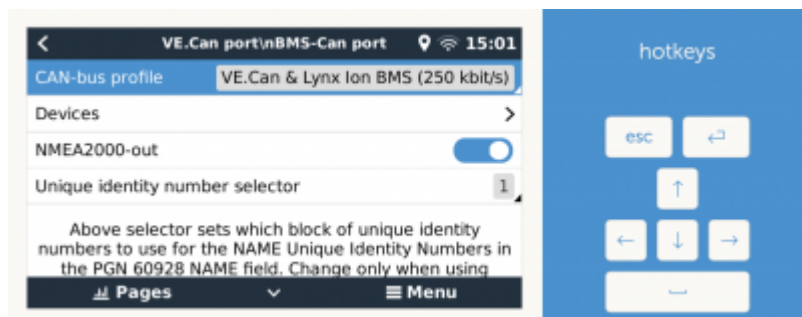 VE.Can port\nBMS-Can port 15:01
CAN-bus profile VE.Can & Lynx Ion BMS (250 kbit/s)
Devices
NMEA2000-out
Unique identity number selector 1
Above selector sets which block of unique identity
numbers to use for the NAME Unique Identity Numbers in
the PGN 60928 NAME field. Change only when using
Pages Menu
hotkeys
esc